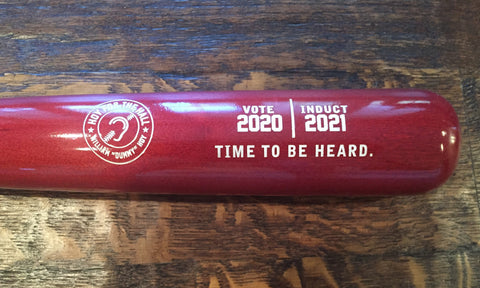 HOY FOR THE HALL
WILLIAM "DUMMY" HOY
VOTE
2020
INDUCT
2021
TIME TO BE HEARD.